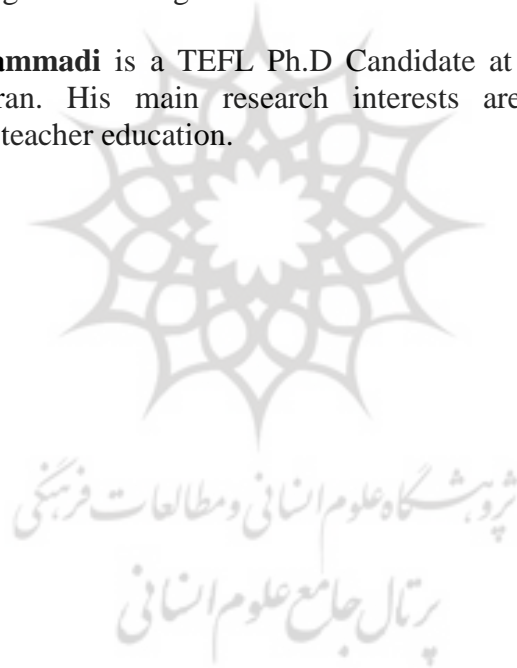 ammadi is a TEFL Ph.D Candidate at
ran. His main research interests are
teacher education.
پژوهشگاه علوم انسانی و مطالعات فرهنگی
پرتال جامع علوم انسانی